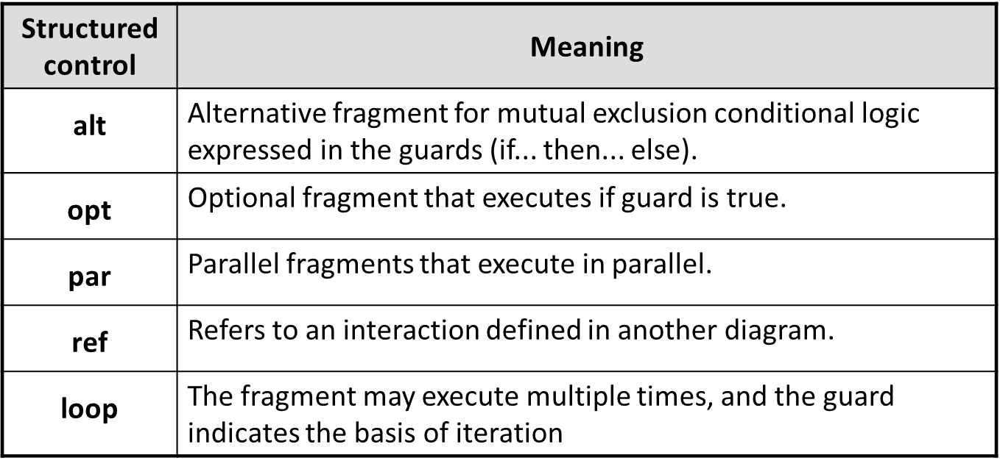 Structured
control
Meaning
alt
Alternative fragment for mutual exclusion conditional logic
expressed in the guards (if... then... else).
opt
Optional fragment that executes if guard is true.
par
Parallel fragments that execute in parallel.
ref
Refers to an interaction defined in another diagram.
loop
The fragment may execute multiple times, and the guard
indicates the basis of iteration